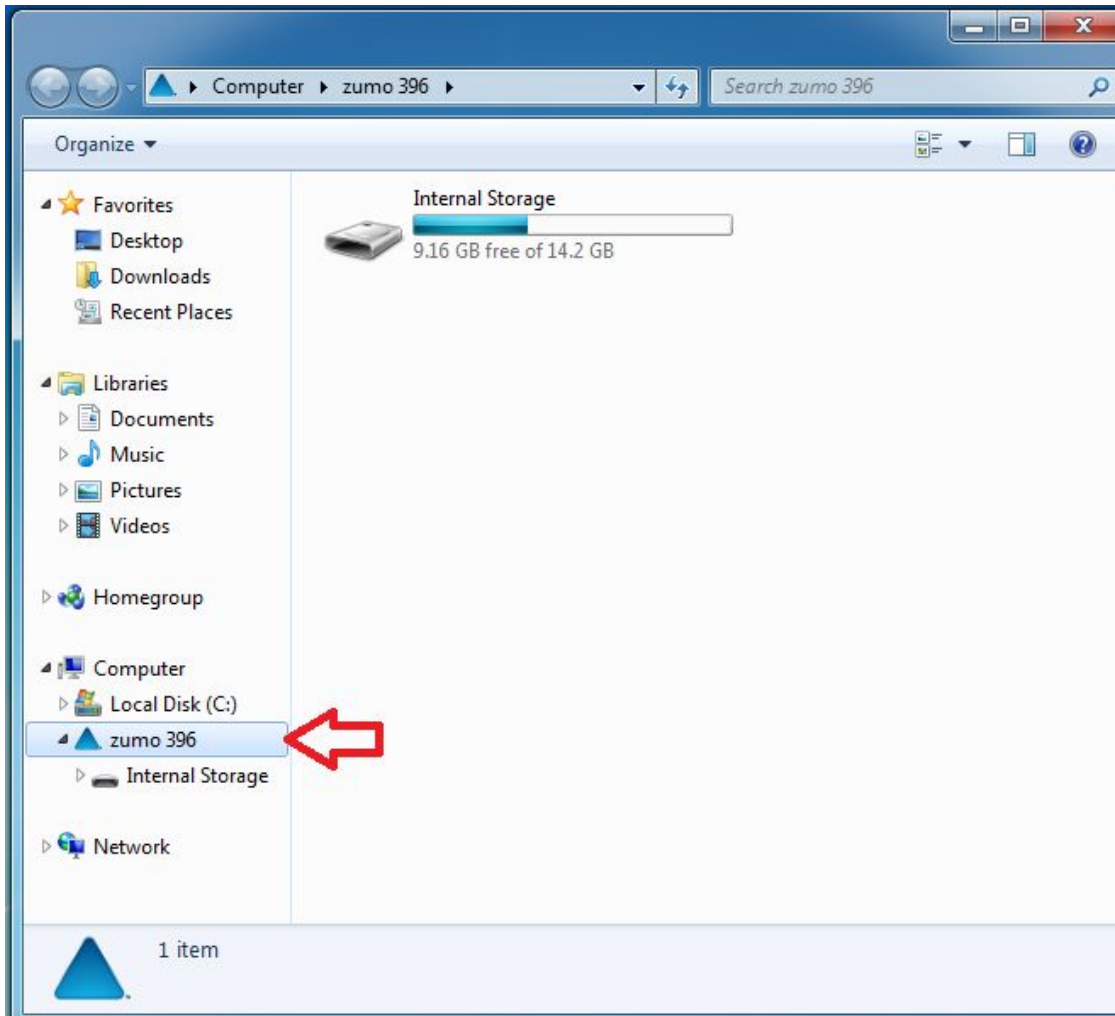 Computer ▸ zumo 396 ▸
Search zumo 396
Organize
Favorites
Desktop
Downloads
Recent Places
Libraries
Documents
Music
Pictures
Videos
Homegroup
Computer
Local Disk (C:)
zumo 396
Internal Storage
Network
Internal Storage
9.16 GB free of 14.2 GB
1 item